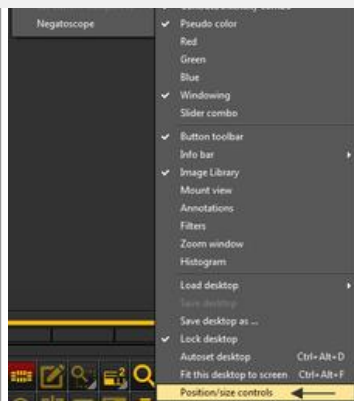 Negatoscope
Pseudo color
Red
Green
Blue
Windowing
Slider combo
Button toolbar
Info bar
Image Library
Mount view
Annotations
Filters
Zoom window
Histogram
Load desktop
Save desktop
Save desktop as ...
Lock desktop
Autoset desktop Ctrl+Alt+D
Fit this desktop to screen Ctrl+Alt+F
Position/size controls